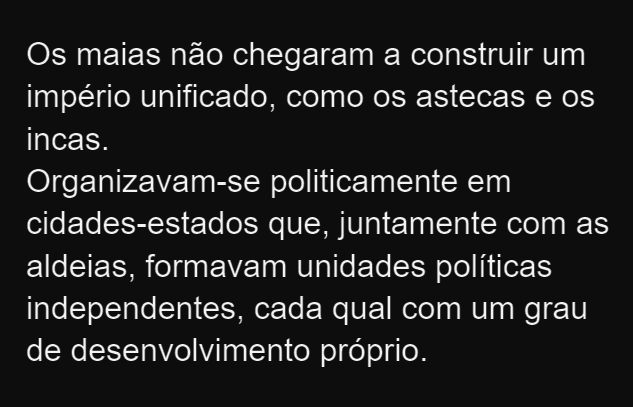 Os maias não chegaram a construir um
império unificado, como os astecas e os
incas.
Organizavam-se politicamente em
cidades-estados que, juntamente com as
aldeias, formavam unidades políticas
independentes, cada qual com um grau
de desenvolvimento próprio.